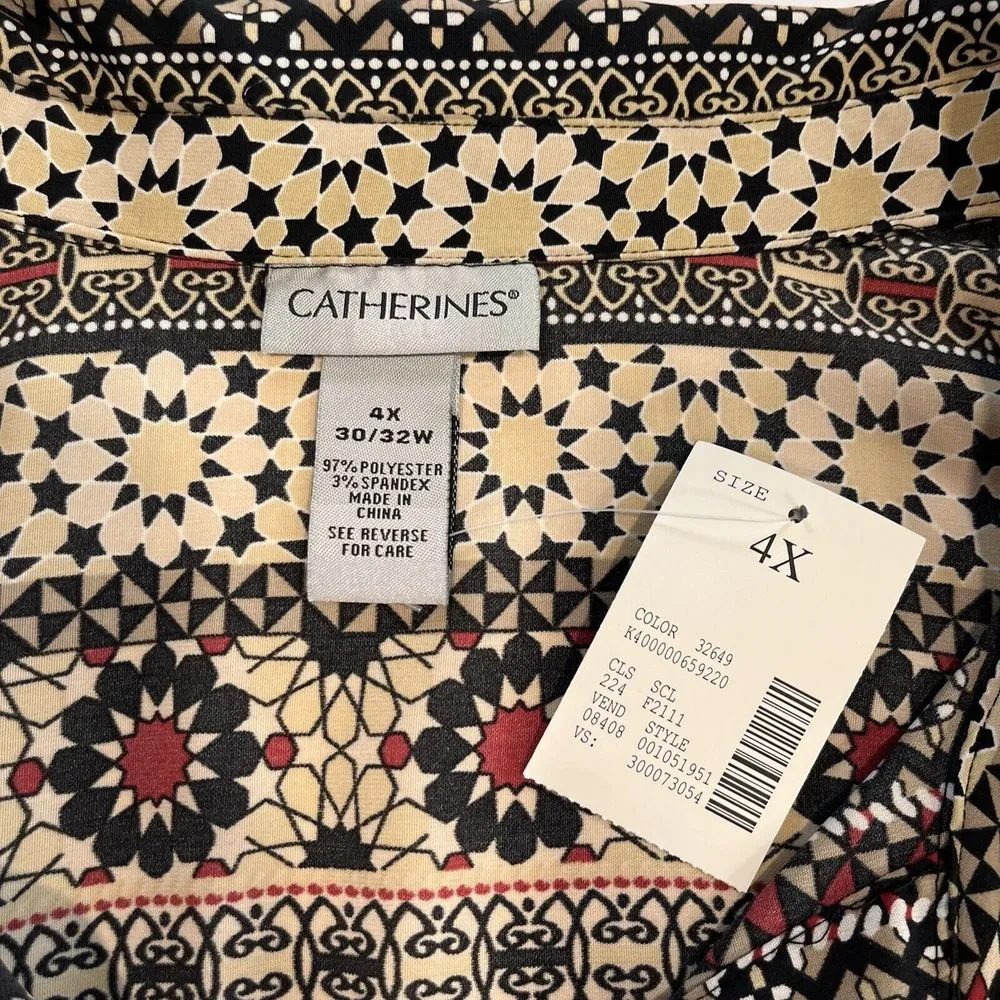 CATHERINES®
4X
30/32W
97% POLYESTER
3% SPANDEX
MADE IN
CHINA
SEE REVERSE
FOR CARE
SIZE
4X
COLOR 32649
K400000659220
CLS SCL
224 F2111
VEND STYLE
08408 001051951
VS: 300073054